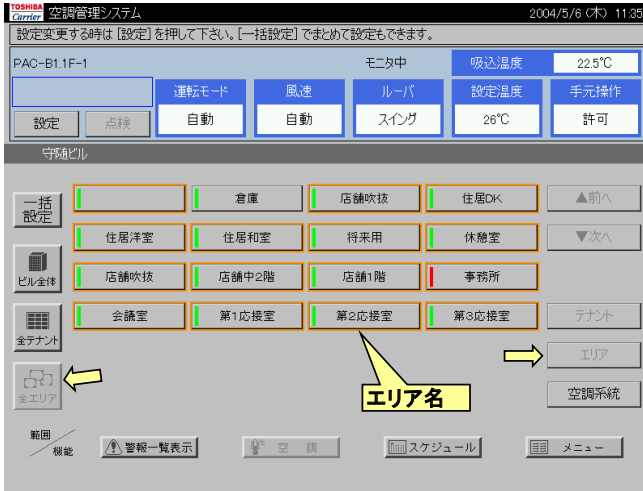 TOSHIBA
Carrier 空調管理システム 2004/5/6 (木) 11:35
設定変更する時は [設定] を押して下さい。[一括設定] でまとめて設定もできます。
PAC-B1.1F-1 モニタ中 吸込温度 22.5℃
運転モード 風速 ルーバ 設定温度 手元操作
設定 点検 自動 自動 スイング 26℃ 許可
守随ビル
一括設定 倉庫 店舗吹抜 住居DK ▲前へ
住居洋室 住居和室 将来用 休憩室 ▼次へ
ビル全体 店舗吹抜 店舗中2階 店舗1階 事務所
全テナント 会議室 第1応接室 第2応接室 第3応接室 テナント
エリア
全エリア エリア名 空調系統
範囲/機能 警報一覧表示 空調 スケジュール メニュー